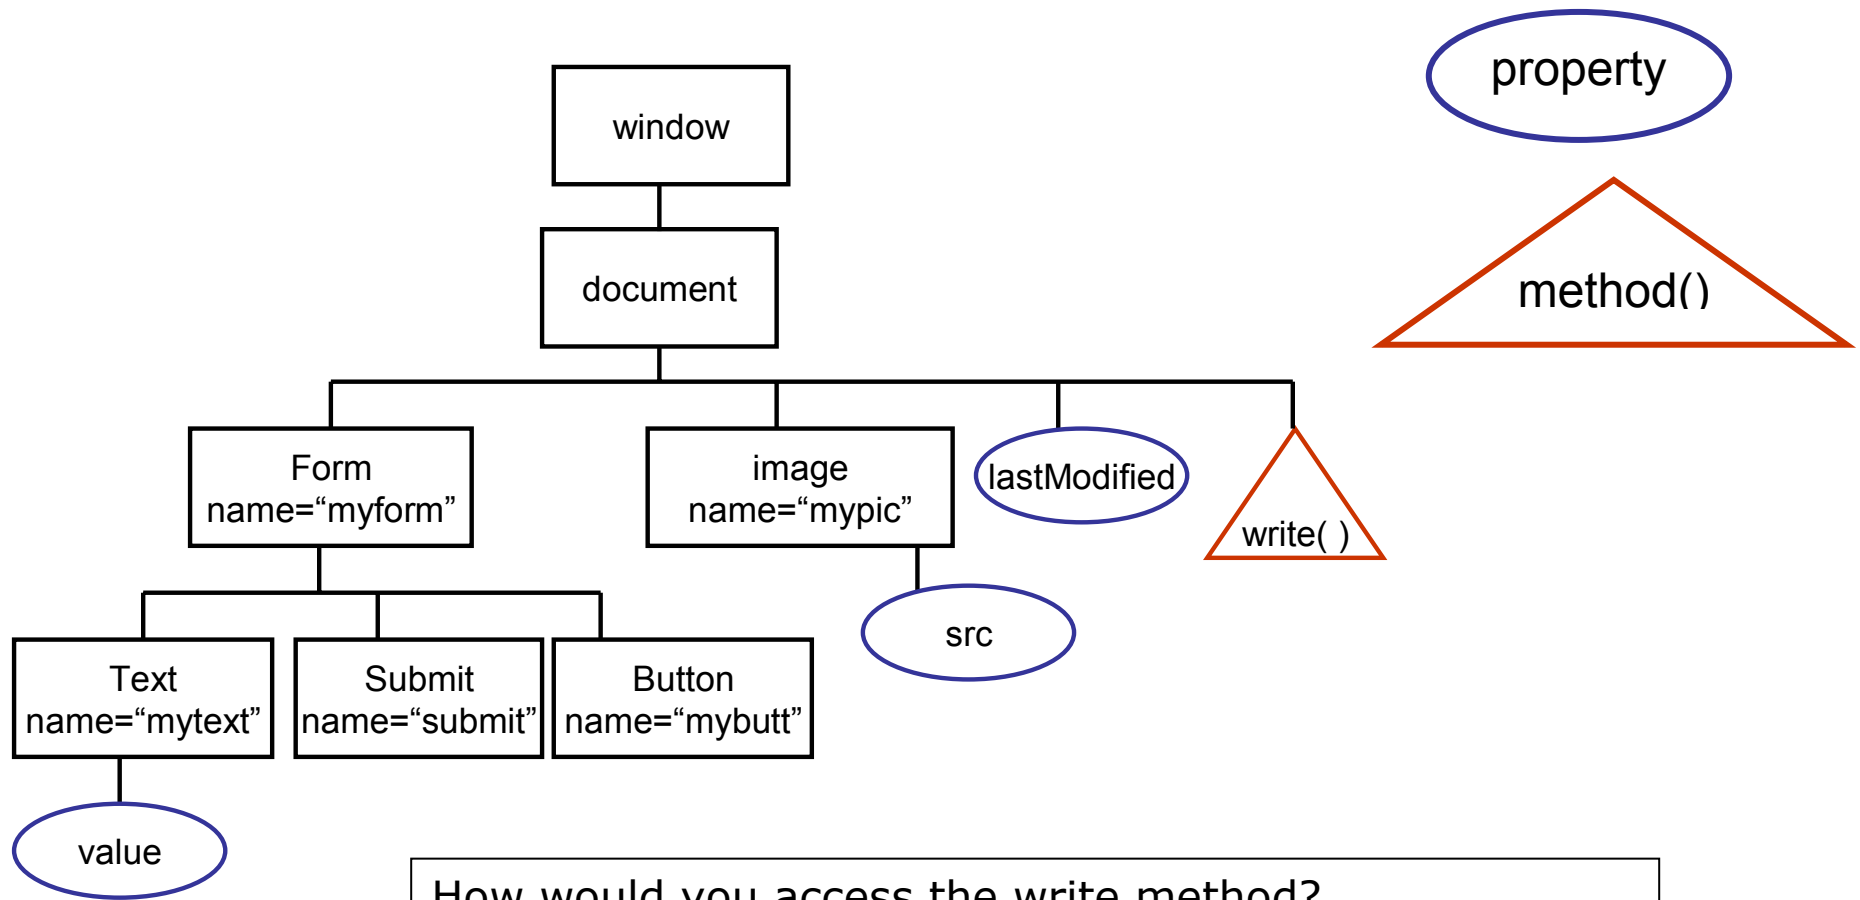 property
window
method()
document
Form
name=“myform”
image
name=“mypic”
lastModified
write( )
src
Text
name=“mytext”
Submit
name=“submit”
Button
name=“mybutt”
value
How would you access the write method?